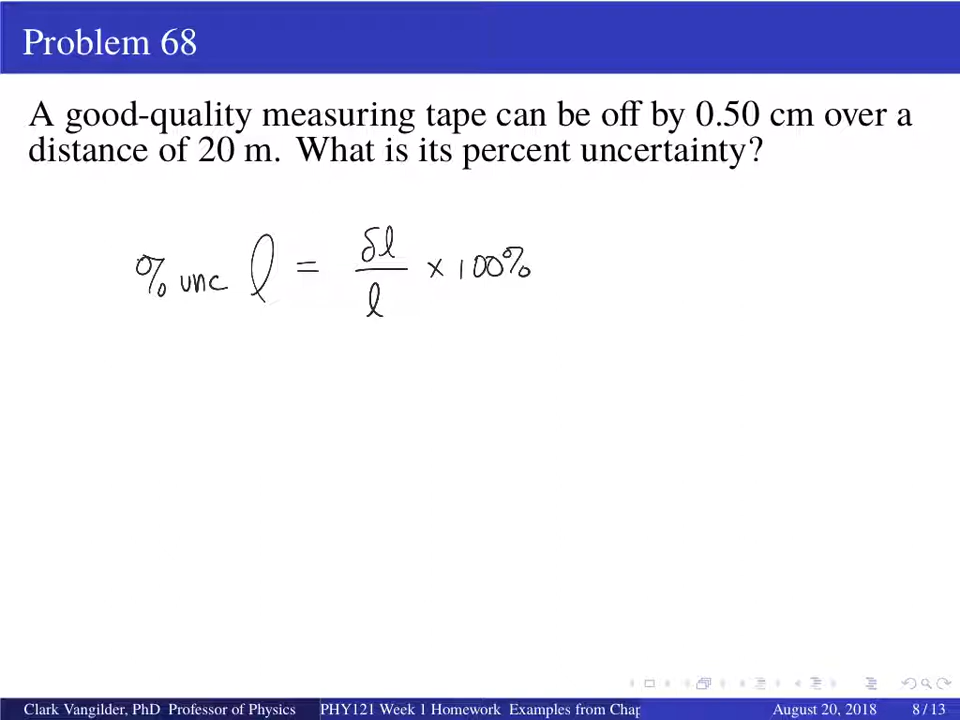 Problem 68
A good-quality measuring tape can be off by 0.50 cm over a
distance of 20 m. What is its percent uncertainty?
% unc l = δl / l × 100%
Clark Vangilder, PhD Professor of Physics PHY121 Week 1 Homework Examples from Chap August 20, 2018 8 / 13